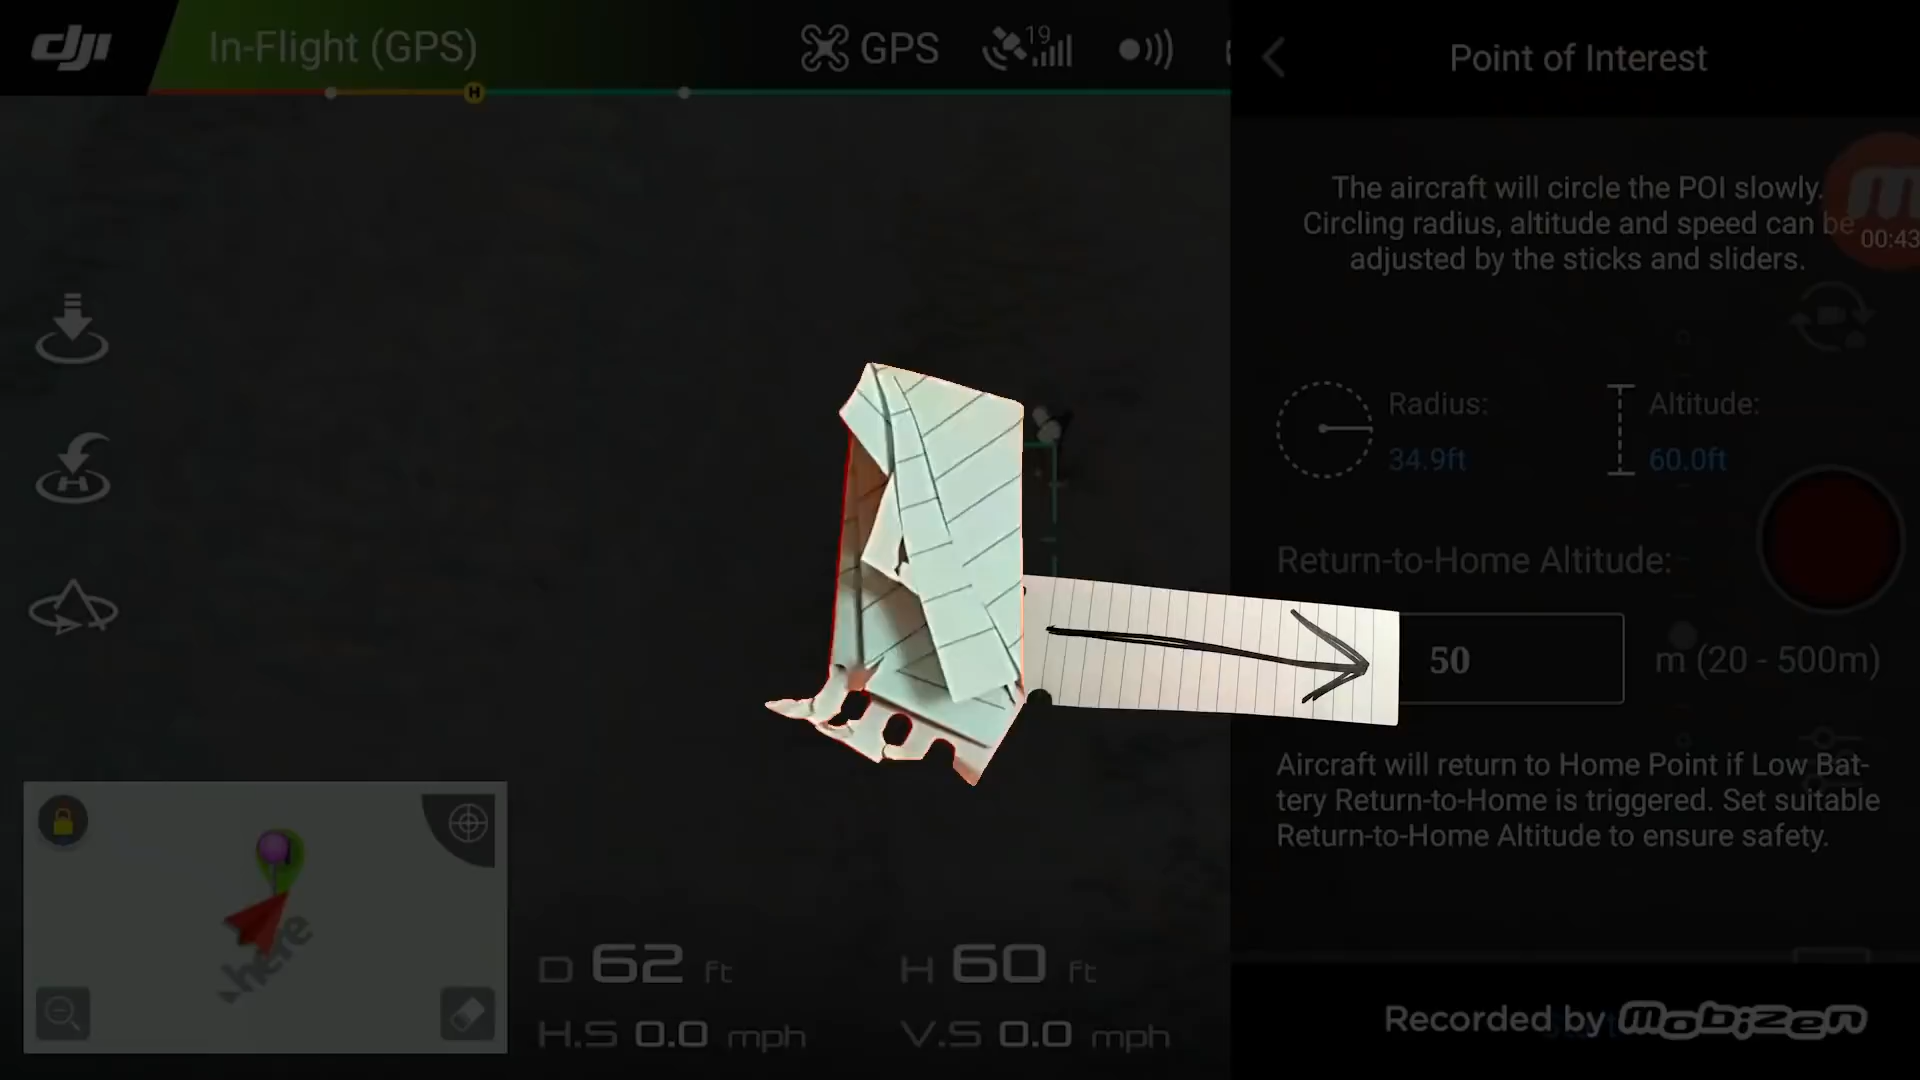 dji
In-Flight (GPS)
GPS
19
H
Point of Interest
The aircraft will circle the POI slowly.
Circling radius, altitude and speed can be
adjusted by the sticks and sliders.
00:43
Radius:
34.9ft
Altitude:
60.0ft
H
Return-to-Home Altitude:
50
m (20 - 500m)
Aircraft will return to Home Point if Low Bat-
tery Return-to-Home is triggered. Set suitable
Return-to-Home Altitude to ensure safety.
here
D 62 ft
H 60 ft
H.S 0.0 mph
V.S 0.0 mph
Recorded by mobizen